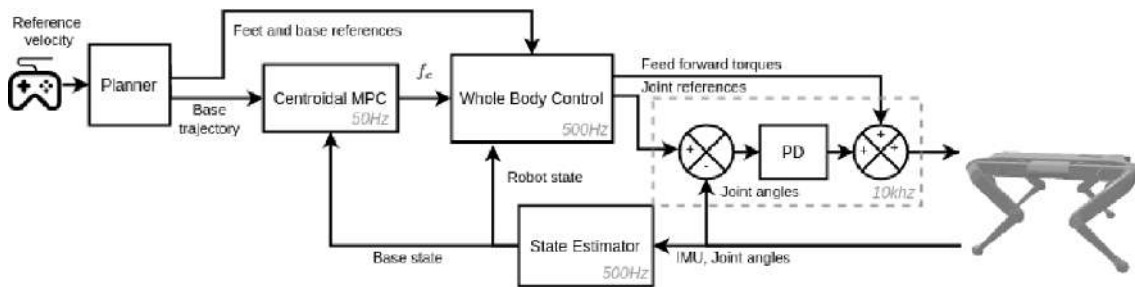 Reference
velocity
Feet and base references
Planner
Base
trajectory
Centroidal MPC
50Hz
f_c
Whole Body Control
500Hz
Feed forward torques
Joint references
+
-
PD
+
+
10khz
Joint angles
Robot state
Base state
State Estimator
500Hz
IMU, Joint angles